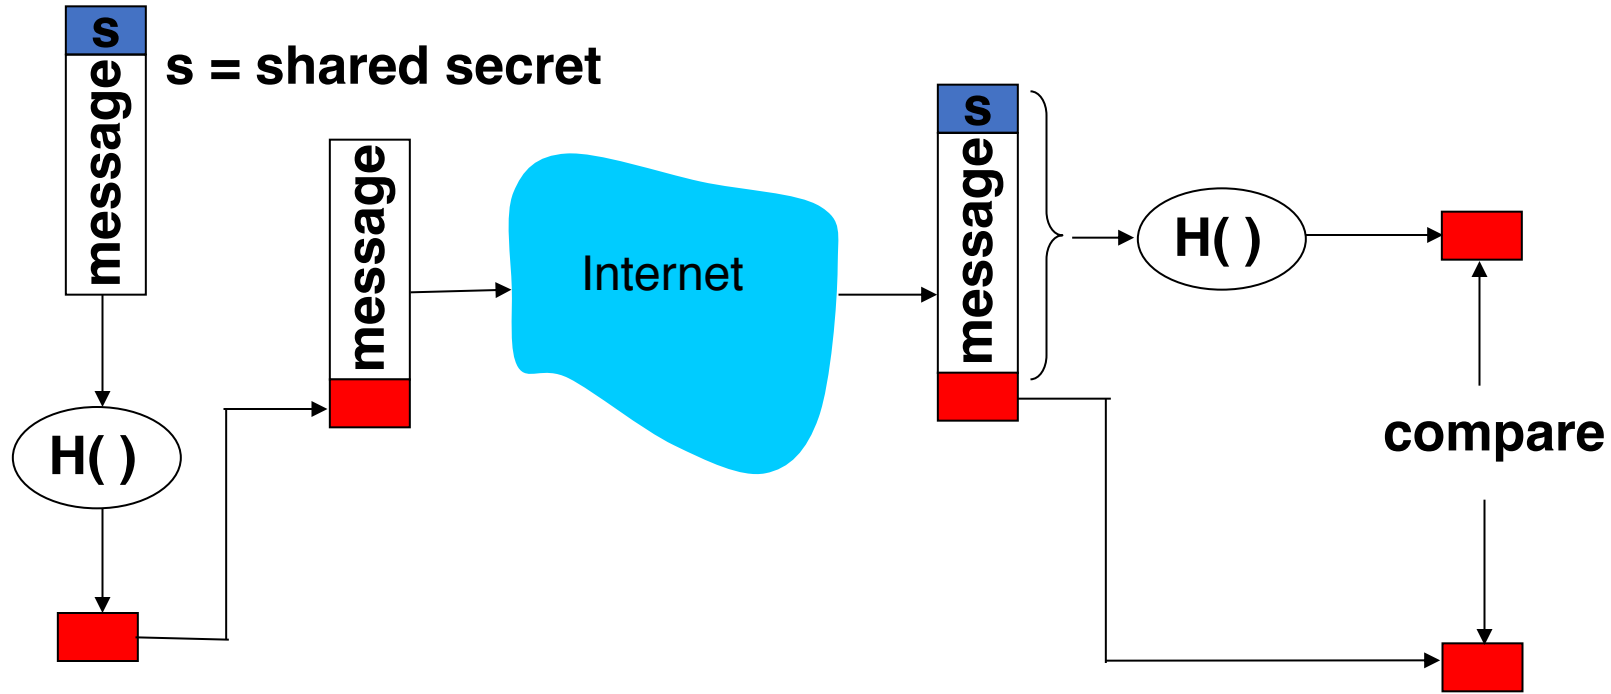 s
message
s = shared secret
H( )
message
Internet
s
message
H( )
compare